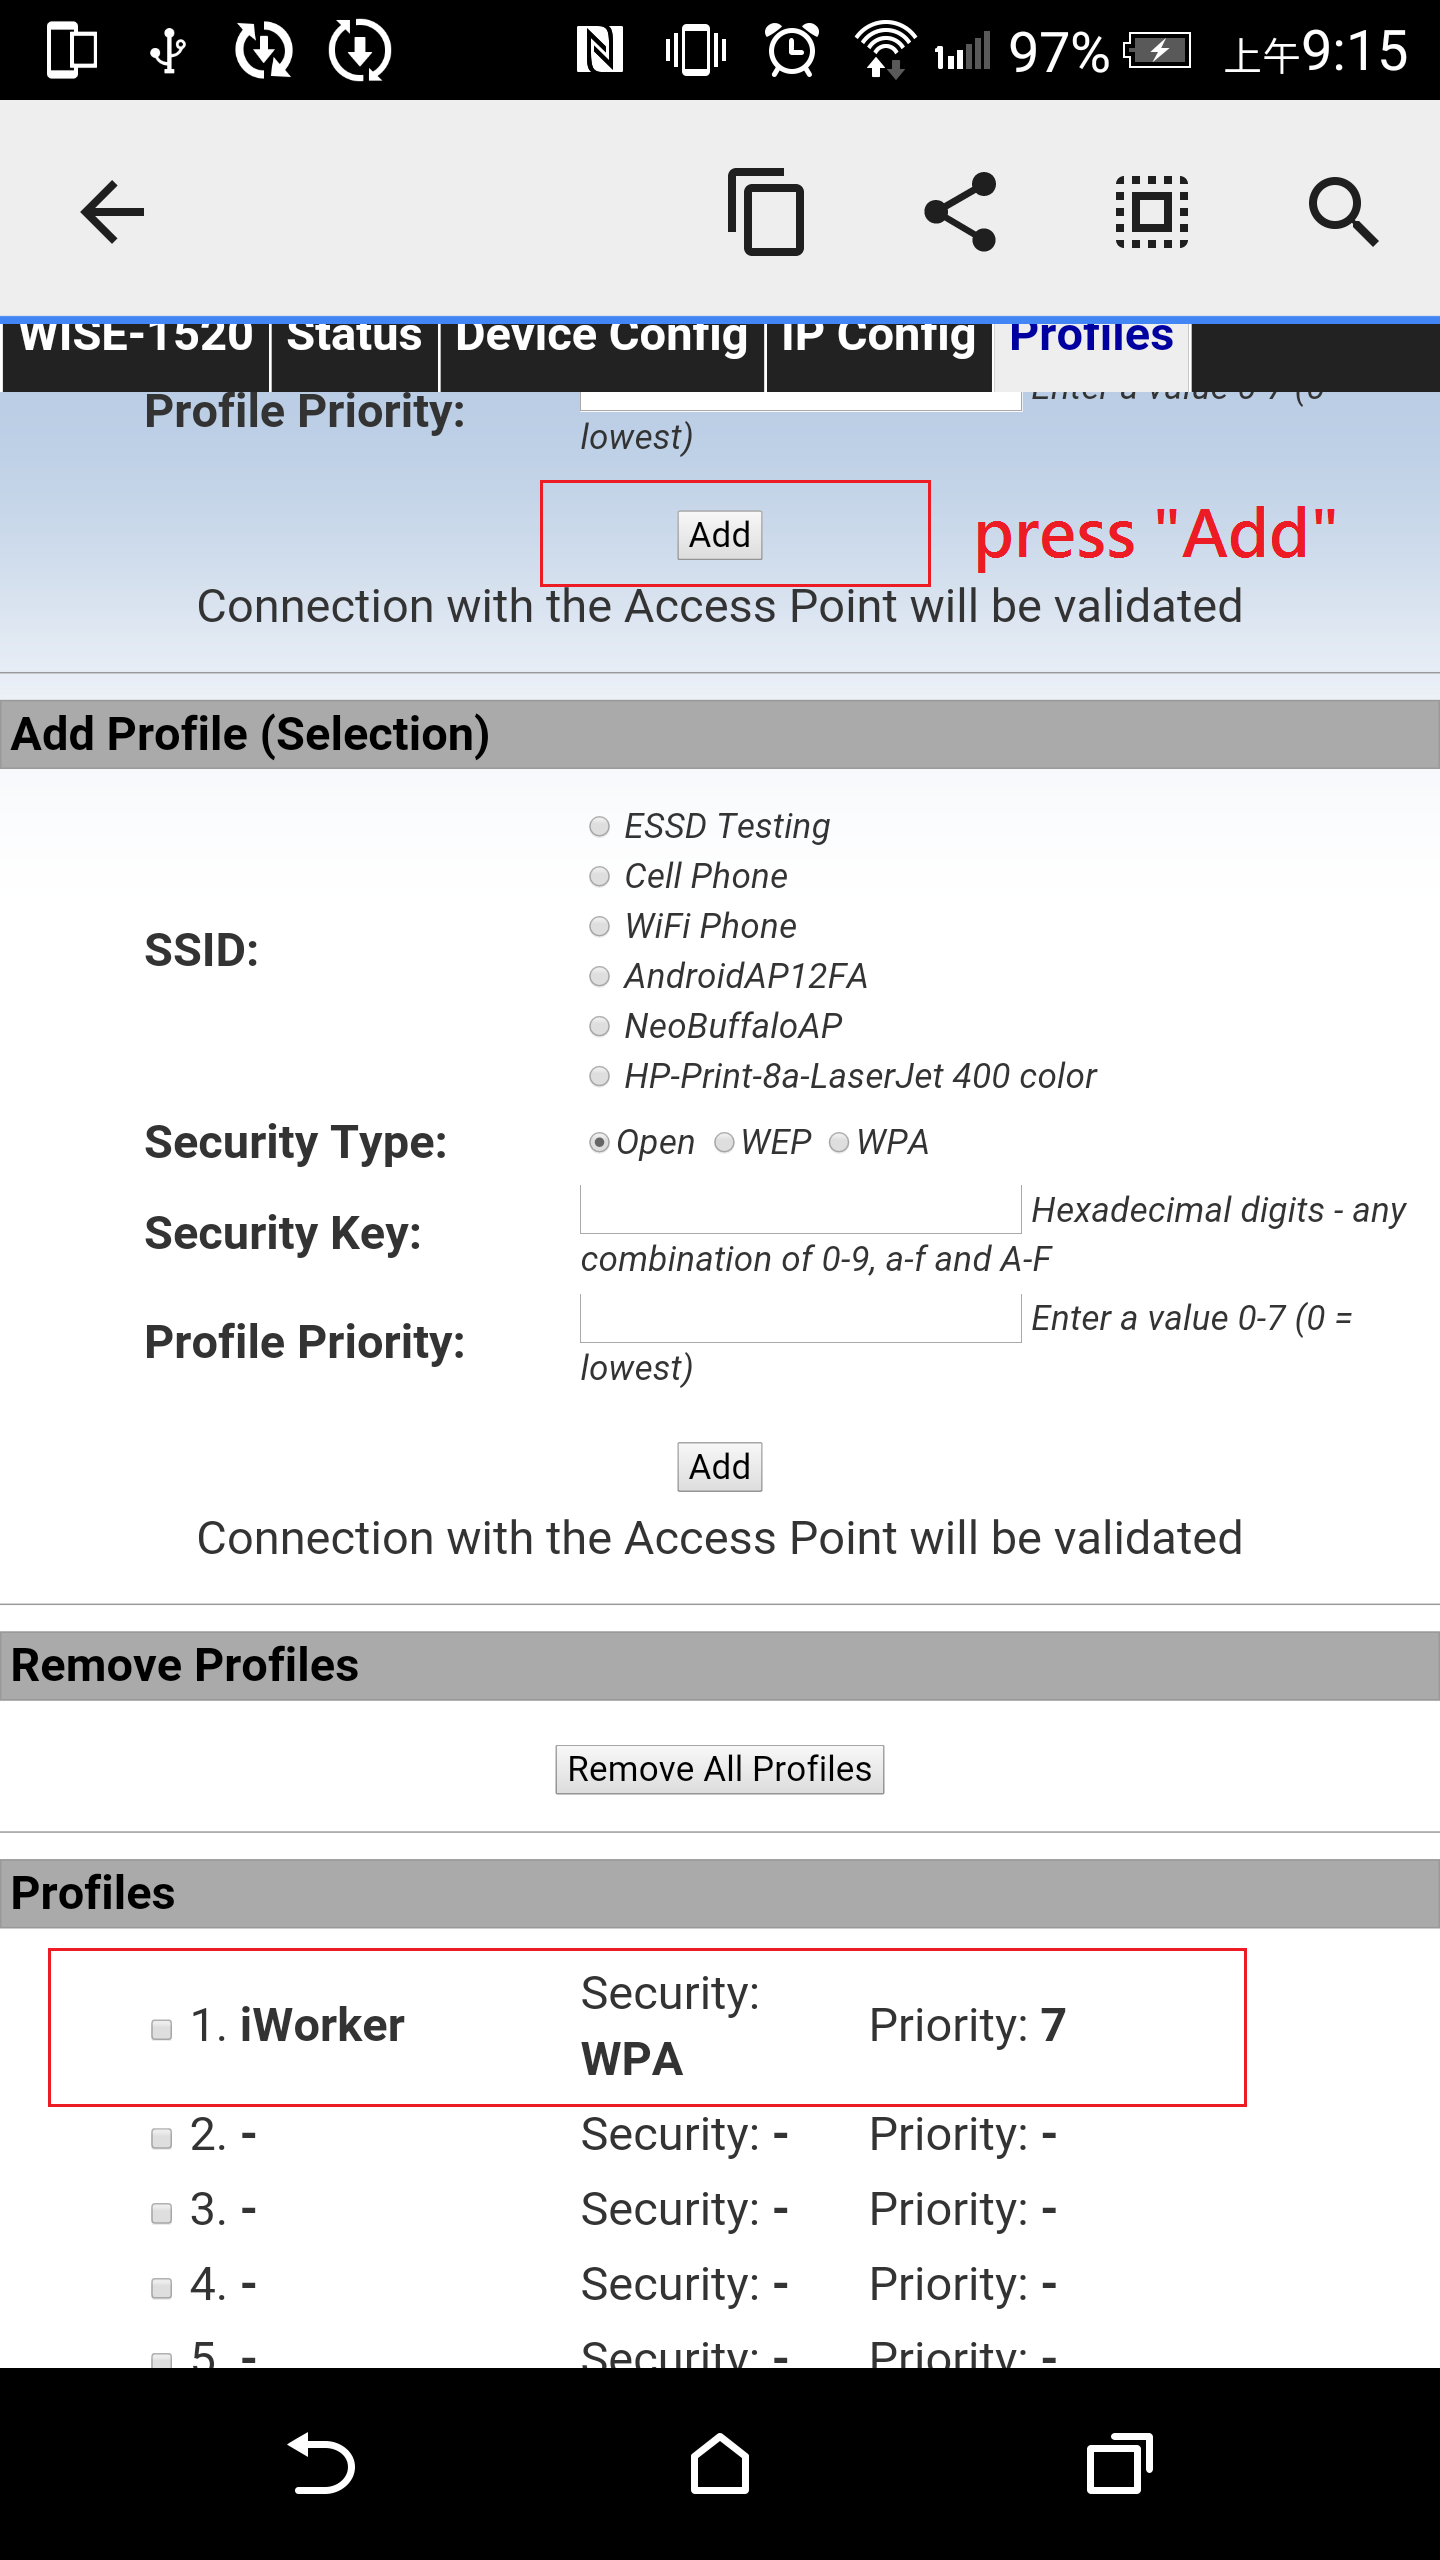 97% 上午9:15
WISE-1520 Status Device Config IP Config Profiles
Profile Priority: Enter a value 0-7 (0
lowest)
Add press "Add"
Connection with the Access Point will be validated
Add Profile (Selection)
ESSD Testing
Cell Phone
WiFi Phone
SSID:
AndroidAP12FA
NeoBuffaloAP
HP-Print-8a-LaserJet 400 color
Security Type: Open WEP WPA
Security Key: Hexadecimal digits - any
combination of 0-9, a-f and A-F
Profile Priority: Enter a value 0-7 (0 =
lowest)
Add
Connection with the Access Point will be validated
Remove Profiles
Remove All Profiles
Profiles
1. iWorker Security: WPA Priority: 7
2. - Security: - Priority: -
3. - Security: - Priority: -
4. - Security: - Priority: -
5. - Security: - Priority: -